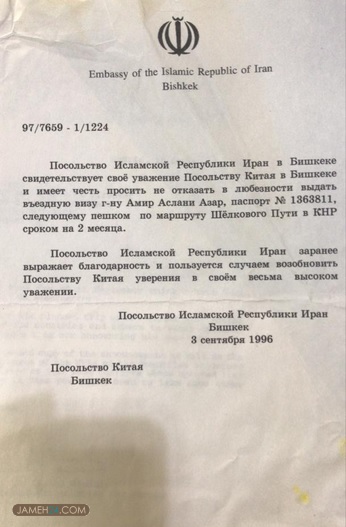 Embassy of the Islamic Republic of Iran
Bishkek
97/7659 - 1/1224
Посольство Исламской Республики Иран в Бишкеке
свидетельствует своё уважение Посольству Китая в Бишкеке
и имеет честь просить не отказать в любезности выдать
въездную визу г-ну Амир Аслани Азар, паспорт № 1363811,
следующему пешком по маршруту Шёлкового Пути в КНР
сроком на 2 месяца.
Посольство Исламской Республики Иран заранее
выражает благодарность и пользуется случаем возобновить
Посольству Китая уверения в своём весьма высоком
уважении.
Посольство Исламской Республики Иран
Бишкек
3 сентября 1996
Посольство Китая
Бишкек
JAMEH24.COM